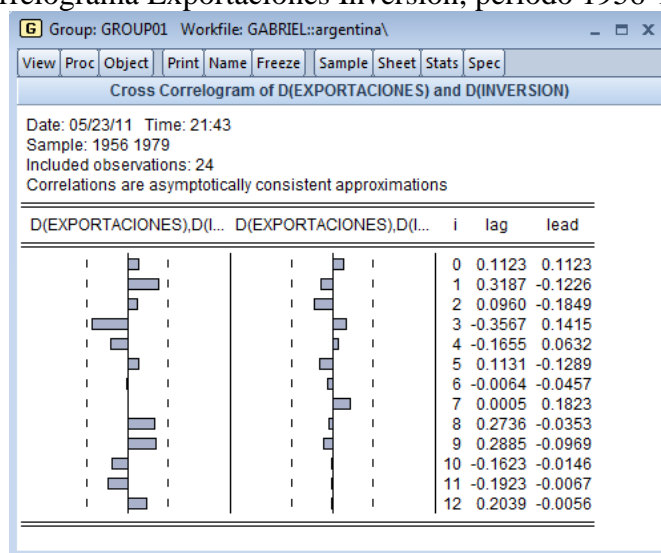 Correlograma Exportaciones Inversión, periodo 1956
Group: GROUP01 Workfile: GABRIEL::argentina\
View Proc Object Print Name Freeze Sample Sheet Stats Spec
Cross Correlogram of D(EXPORTACIONES) and D(INVERSION)
Date: 05/23/11 Time: 21:43
Sample: 1956 1979
Included observations: 24
Correlations are asymptotically consistent approximations
D(EXPORTACIONES),D(I... D(EXPORTACIONES),D(I... i lag lead
0 0.1123 0.1123
1 0.3187 -0.1226
2 0.0960 -0.1849
3 -0.3567 0.1415
4 -0.1655 0.0632
5 0.1131 -0.1289
6 -0.0064 -0.0457
7 0.0005 0.1823
8 0.2736 -0.0353
9 0.2885 -0.0969
10 -0.1623 -0.0146
11 -0.1923 -0.0067
12 0.2039 -0.0056